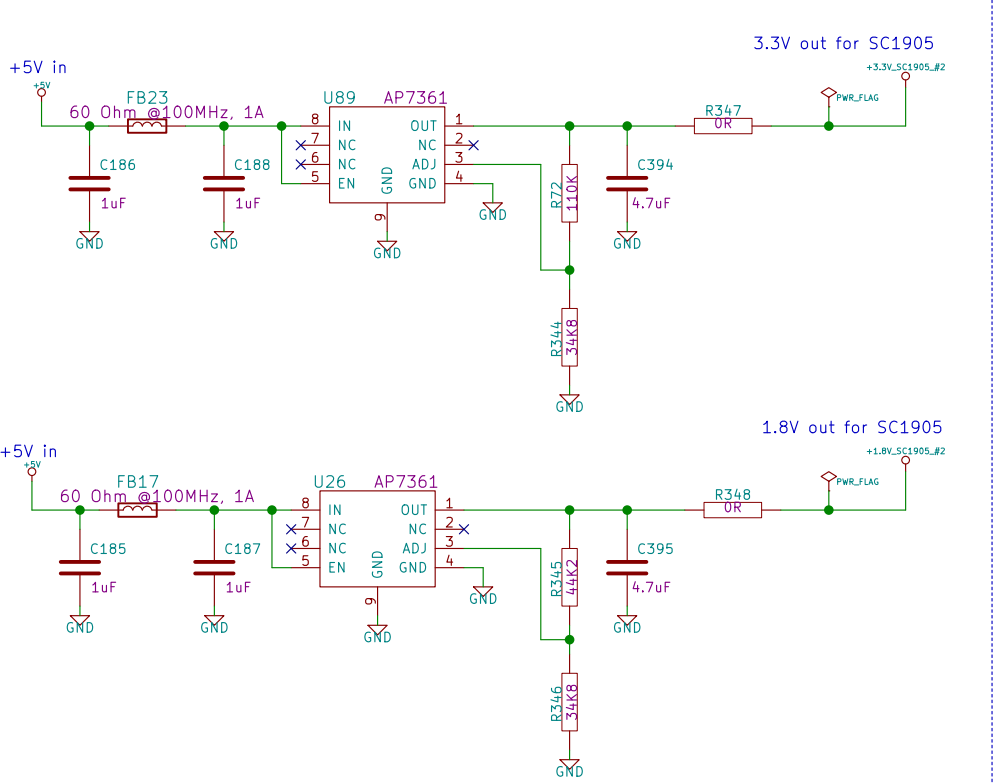 3.3V out for SC1905
+5V in
+3.3V_SC1905_#2
+5V
FB23
60 Ohm @100MHz, 1A
U89
AP7361
PWR_FLAG
R347
0R
8 IN
7 NC
6 NC
5 EN
OUT 1
NC 2
ADJ 3
GND 4
GND
9
C186
1uF
C188
1uF
R72
110K
C394
4.7uF
GND
GND
GND
GND
GND
R344
34K8
GND
1.8V out for SC1905
+5V in
+1.8V_SC1905_#2
+5V
FB17
60 Ohm @100MHz, 1A
U26
AP7361
PWR_FLAG
R348
0R
8 IN
7 NC
6 NC
5 EN
OUT 1
NC 2
ADJ 3
GND 4
GND
9
C185
1uF
C187
1uF
R345
44K2
C395
4.7uF
GND
GND
GND
GND
GND
R346
34K8
GND